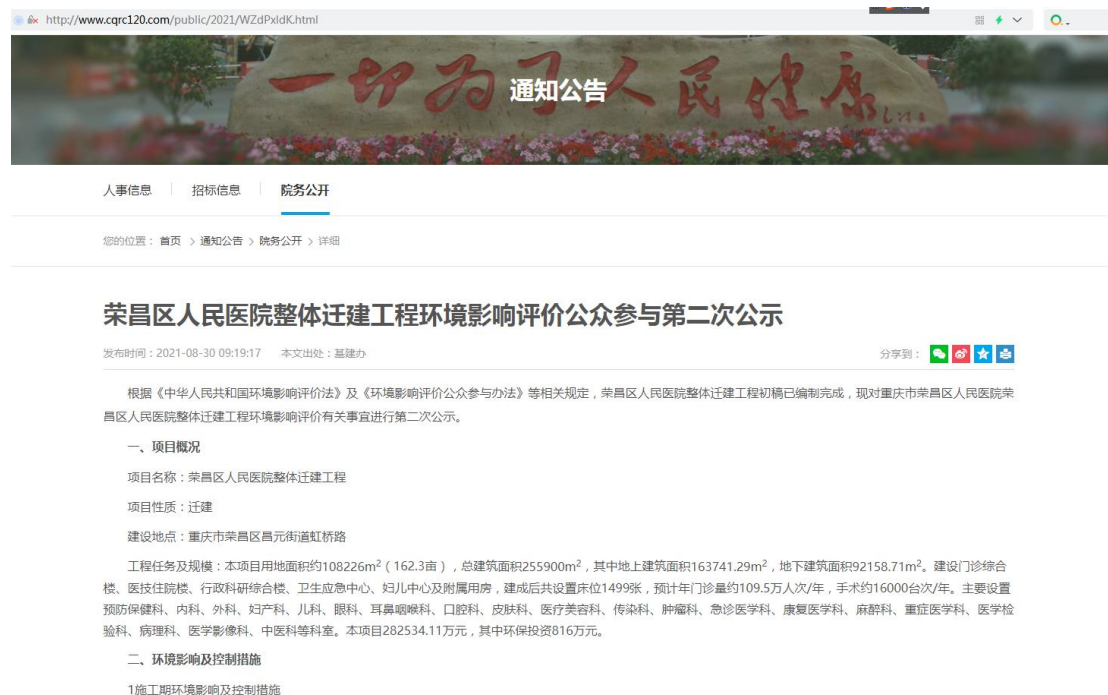 http://www.cqrc120.com/public/2021/WZdPxldK.html
一切为了人民健康
通知公告
人事信息 招标信息 院务公开
您的位置： 首页 > 通知公告 > 院务公开 > 详细
荣昌区人民医院整体迁建工程环境影响评价公众参与第二次公示
发布时间：2021-08-30 09:19:17 本文出处：基建办 分享到：
根据《中华人民共和国环境影响评价法》及《环境影响评价公众参与办法》等相关规定，荣昌区人民医院整体迁建工程初稿已编制完成，现对重庆市荣昌区人民医院荣
昌区人民医院整体迁建工程环境影响评价有关事宜进行第二次公示。
一、项目概况
项目名称：荣昌区人民医院整体迁建工程
项目性质：迁建
建设地点：重庆市荣昌区昌元街道虹桥路
工程任务及规模：本项目用地面积约108226m²（162.3亩），总建筑面积255900m²，其中地上建筑面积163741.29m²，地下建筑面积92158.71m²。建设门诊综合
楼、医技住院楼、行政科研综合楼、卫生应急中心、妇儿中心及附属用房，建成后共设置床位1499张，预计年门诊量约109.5万人次/年，手术约16000台次/年。主要设置
预防保健科、内科、外科、妇产科、儿科、眼科、耳鼻咽喉科、口腔科、皮肤科、医疗美容科、传染科、肿瘤科、急诊医学科、康复医学科、麻醉科、重症医学科、医学检
验科、病理科、医学影像科、中医科等科室。本项目282534.11万元，其中环保投资816万元。
二、环境影响及控制措施
1施工期环境影响及控制措施